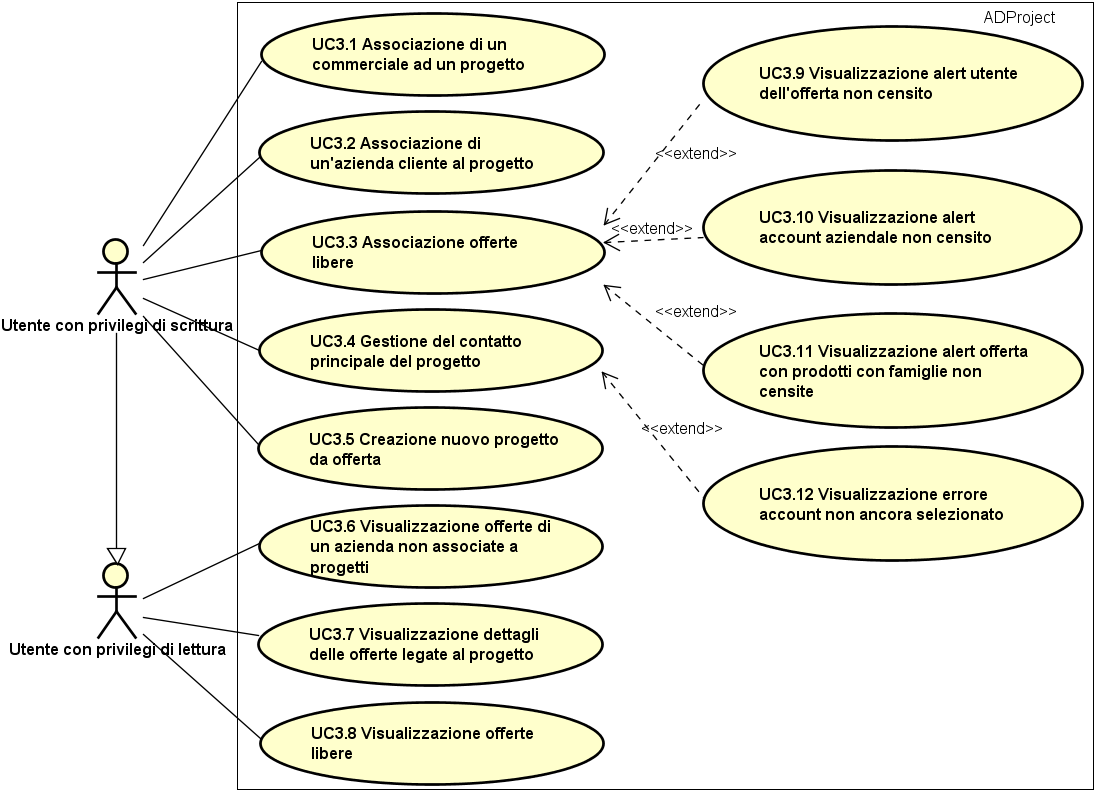 ADProject
UC3.1 Associazione di un
commerciale ad un progetto
UC3.2 Associazione di
un'azienda cliente al progetto
UC3.3 Associazione offerte
libere
UC3.4 Gestione del contatto
principale del progetto
UC3.5 Creazione nuovo progetto
da offerta
UC3.6 Visualizzazione offerte di
un azienda non associate a
progetti
UC3.7 Visualizzazione dettagli
delle offerte legate al progetto
UC3.8 Visualizzazione offerte
libere
UC3.9 Visualizzazione alert utente
dell'offerta non censito
UC3.10 Visualizzazione alert
account aziendale non censito
UC3.11 Visualizzazione alert offerta
con prodotti con famiglie non
censite
UC3.12 Visualizzazione errore
account non ancora selezionato
<<extend>>
<<extend>>
<<extend>>
<<extend>>
Utente con privilegi di scrittura
Utente con privilegi di lettura